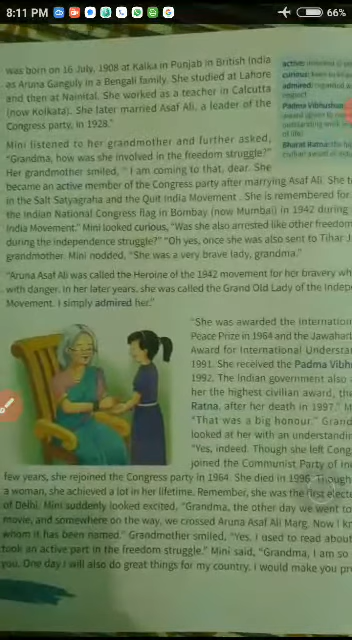 8:11 PM
66%
was born on 16 July, 1908 at Kalka in Punjab in British India
as Aruna Ganguly in a Bengali family. She studied at Lahore
and then at Nainital. She worked as a teacher in Calcutta
(now Kolkata). She later married Asaf Ali, a leader of the
Congress party, in 1928."
active:
curious:
admired:
Padma Vibhushan
Bharat Ratna:
Mini listened to her grandmother and further asked,
"Grandma, how was she involved in the freedom struggle?"
Her grandmother smiled, " I am coming to that, dear. She
became an active member of the Congress party after marrying Asaf Ali. She
in the Salt Satyagraha and the Quit India Movement . She is remembered for
the Indian National Congress flag in Bombay (now Mumbai) in 1942 during
India Movement." Mini looked curious, "Was she also arrested like other freedom
during the independence struggle?" "Oh yes, once she was also sent to Tihar
grandmother. Mini nodded, "She was a very brave lady, grandma."
"Aruna Asaf Ali was called the Heroine of the 1942 movement for her bravery
with danger. In her later years, she was called the Grand Old Lady of the
Movement. I simply admired her."
"She was awarded the
Peace Prize in 1964 and the
Award for International
1991. She received the Padma
1992. The Indian government also
her the highest civilian award,
Ratna, after her death in 1997."
"That was a big honour."
looked at her with an understanding
"Yes, indeed. Though she left
joined the Communist Party of
few years, she rejoined the Congress party in 1964. She died in 1996. Though
a woman, she achieved a lot in her lifetime. Remember, she was the first
of Delhi. Mini suddenly looked excited, "Grandma, the other day we went to
movie, and somewhere on the way, we crossed Aruna Asaf Ali Marg. Now I
whom it has been named." Grandmother smiled, "Yes, I used to read about
took an active part in the freedom struggle." Mini said, "Grandma, I am so
you. One day I will also do great things for my country. I would make you